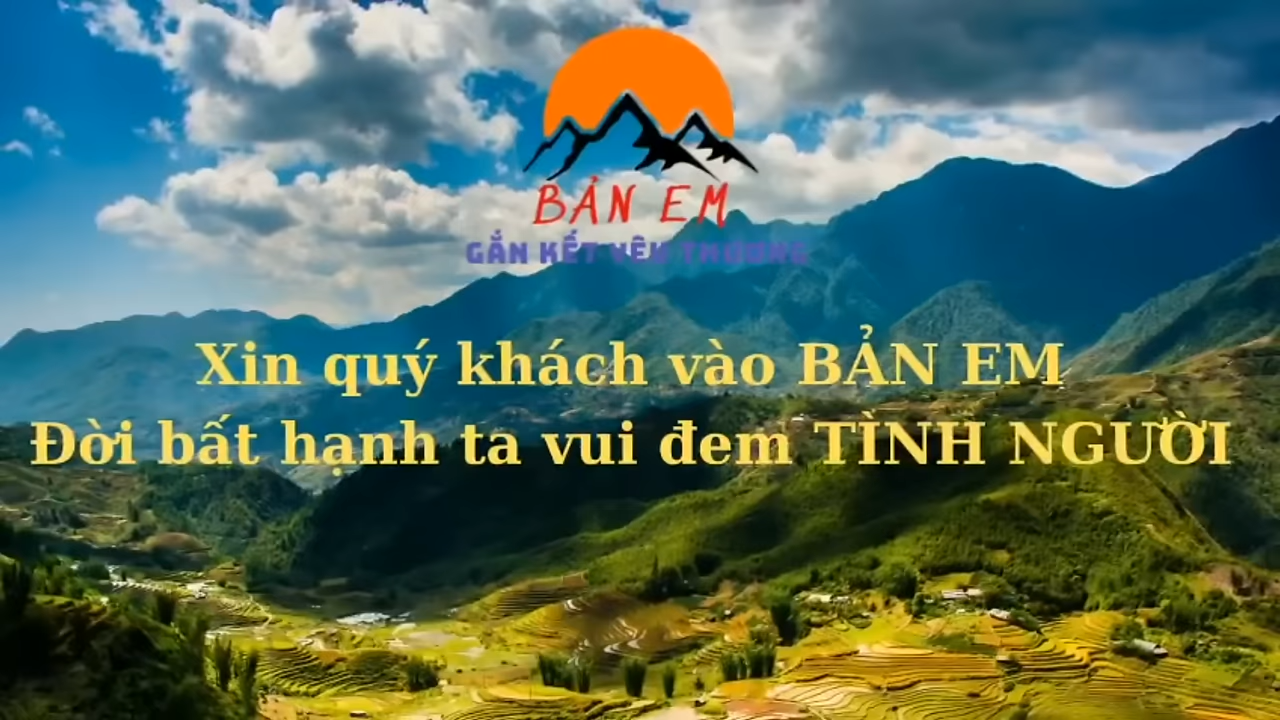 BẢN EM
GẮN KẾT YÊU THƯƠNG
Xin quý khách vào BẢN EM
Đời bất hạnh ta vui đem TÌNH NGƯỜI